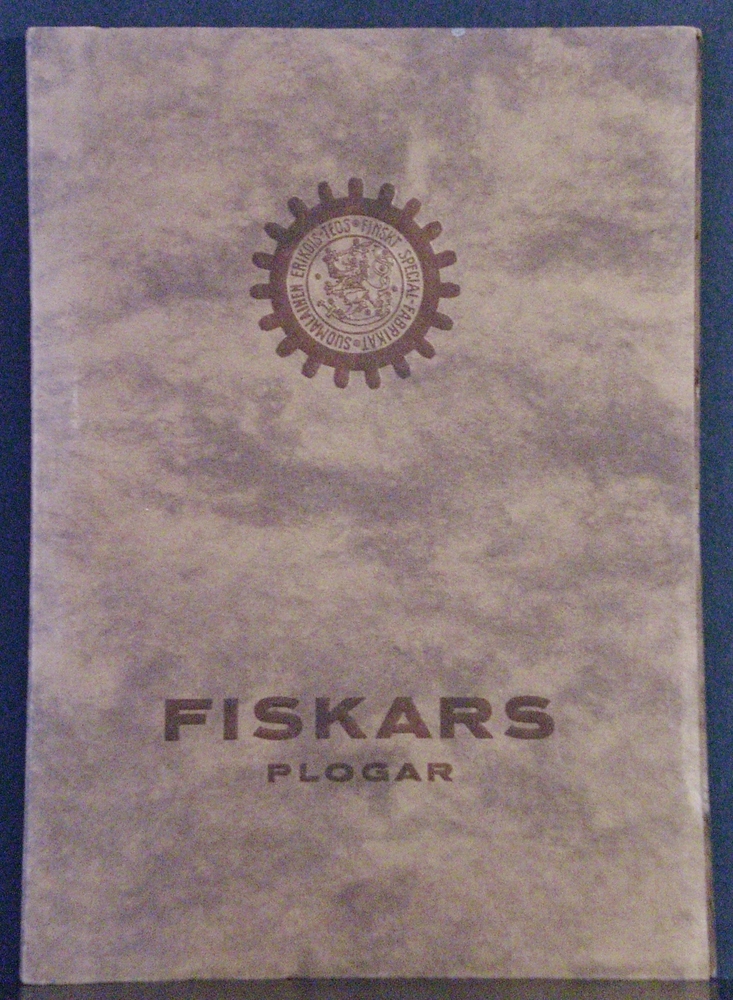 SUOMALAINEN ERIKOIS-TEOS * FINSKT SPECIAL-FABRIKAT *
FISKARS
PLOGAR